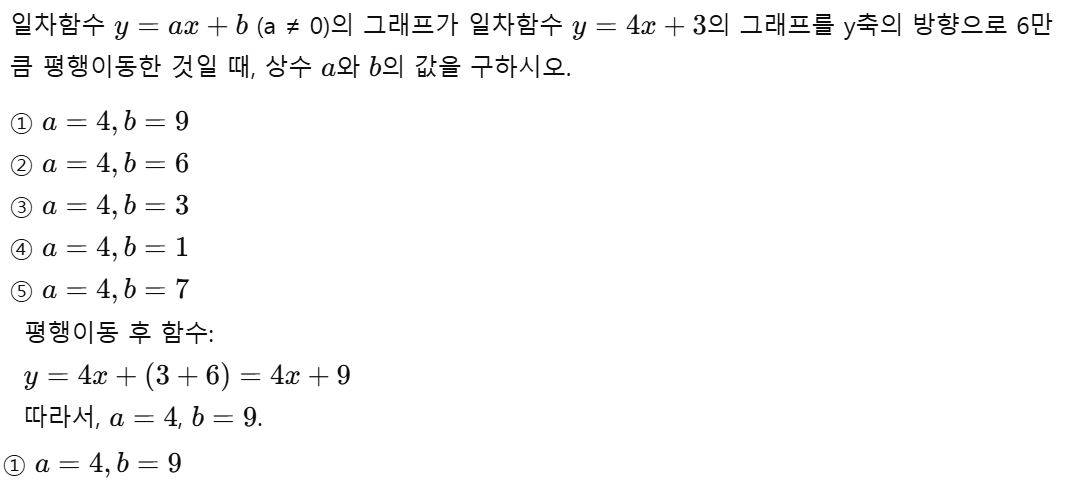 일차함수 y = ax + b (a ≠ 0)의 그래프가 일차함수 y = 4x + 3의 그래프를 y축의 방향으로 6만
큼 평행이동한 것일 때, 상수 a와 b의 값을 구하시오.
① a = 4, b = 9
② a = 4, b = 6
③ a = 4, b = 3
④ a = 4, b = 1
⑤ a = 4, b = 7
평행이동 후 함수:
y = 4x + (3 + 6) = 4x + 9
따라서, a = 4, b = 9.
① a = 4, b = 9